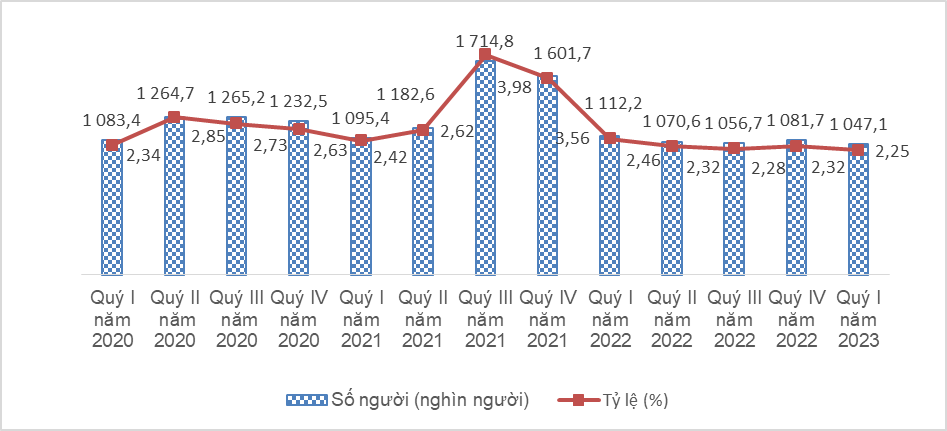 1 714,8
1 601,7
1 264,7
1 265,2
1 232,5
1 182,6
1 112,2
1 083,4
1 095,4
1 070,6
1 056,7
1 081,7
1 047,1
3,98
2,34
2,85
2,73
2,63
2,42
2,62
3,56
2,46
2,32
2,28
2,32
2,25
Quý I
năm
2020
Quý II
năm
2020
Quý III
năm
2020
Quý IV
năm
2020
Quý I
năm
2021
Quý II
năm
2021
Quý III
năm
2021
Quý IV
năm
2021
Quý I
năm
2022
Quý II
năm
2022
Quý III
năm
2022
Quý IV
năm
2022
Quý I
năm
2023
Số người (nghìn người)
Tỷ lệ (%)